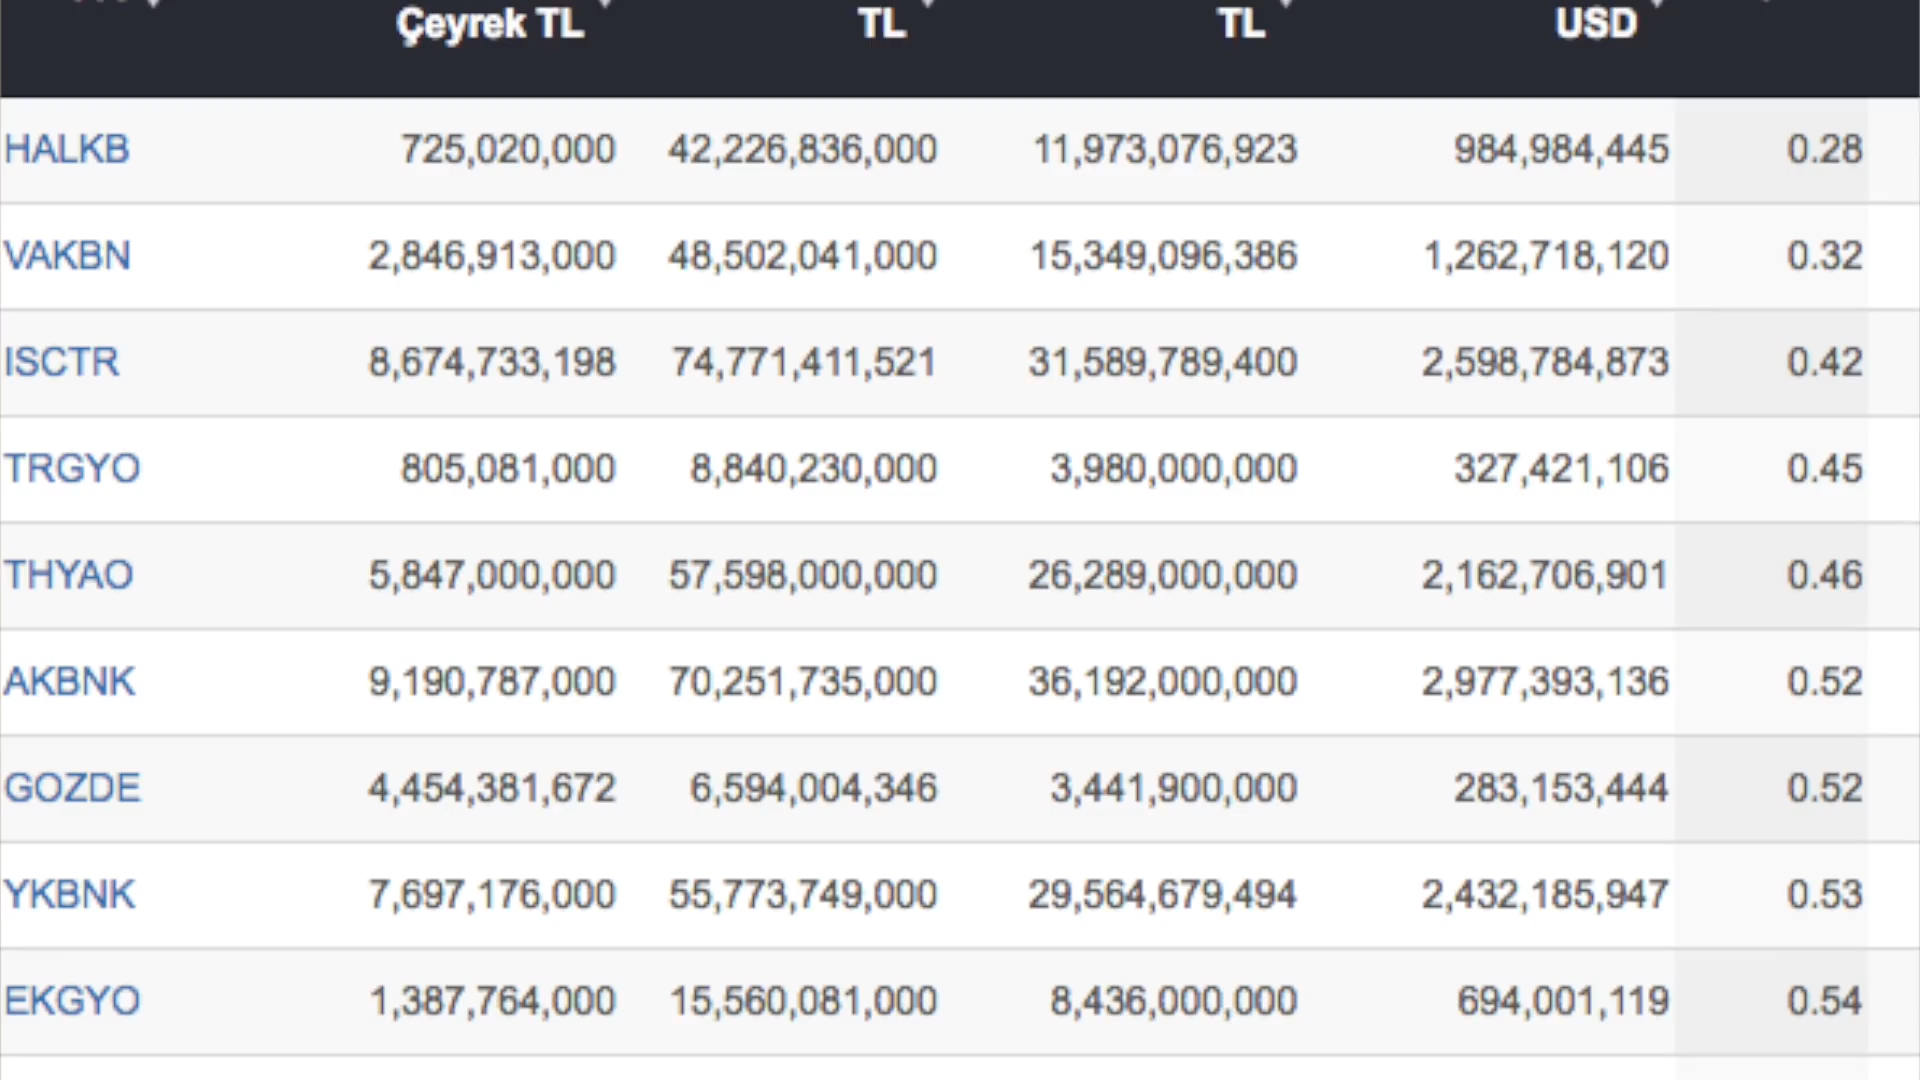 Çeyrek TL TL TL USD
HALKB 725,020,000 42,226,836,000 11,973,076,923 984,984,445 0.28
VAKBN 2,846,913,000 48,502,041,000 15,349,096,386 1,262,718,120 0.32
ISCTR 8,674,733,198 74,771,411,521 31,589,789,400 2,598,784,873 0.42
TRGYO 805,081,000 8,840,230,000 3,980,000,000 327,421,106 0.45
THYAO 5,847,000,000 57,598,000,000 26,289,000,000 2,162,706,901 0.46
AKBNK 9,190,787,000 70,251,735,000 36,192,000,000 2,977,393,136 0.52
GOZDE 4,454,381,672 6,594,004,346 3,441,900,000 283,153,444 0.52
YKBNK 7,697,176,000 55,773,749,000 29,564,679,494 2,432,185,947 0.53
EKGYO 1,387,764,000 15,560,081,000 8,436,000,000 694,001,119 0.54